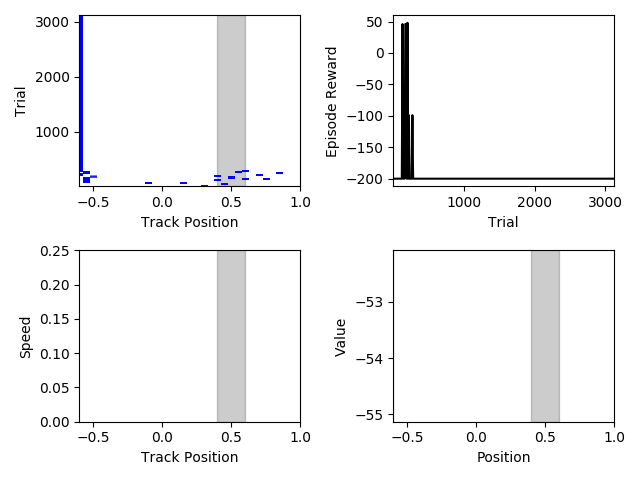 3000
2000
1000
Trial
−0.5 0.0 0.5 1.0
Track Position
50
0
−50
−100
−150
−200
Episode Reward
1000 2000 3000
Trial
0.25
0.20
0.15
0.10
0.05
0.00
Speed
−0.5 0.0 0.5 1.0
Track Position
−53
−54
−55
Value
−0.5 0.0 0.5 1.0
Position